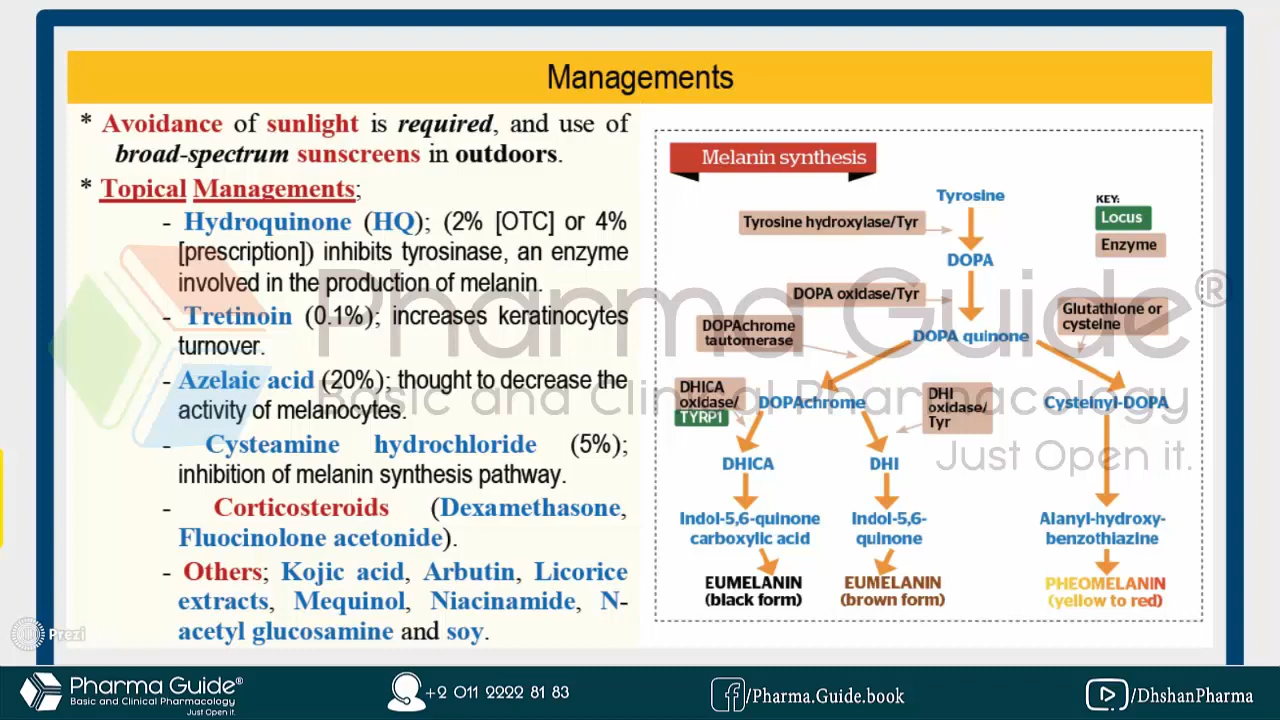 Managements
* Avoidance of sunlight is required, and use of
broad-spectrum sunscreens in outdoors.
* Topical Managements;
- Hydroquinone (HQ); (2% [OTC] or 4%
[prescription]) inhibits tyrosinase, an enzyme
involved in the production of melanin.
- Tretinoin (0.1%); increases keratinocytes
turnover.
- Azelaic acid (20%); thought to decrease the
activity of melanocytes.
- Cysteamine hydrochloride (5%);
inhibition of melanin synthesis pathway.
- Corticosteroids (Dexamethasone,
Fluocinolone acetonide).
- Others; Kojic acid, Arbutin, Licorice
extracts, Mequinol, Niacinamide, N-
acetyl glucosamine and soy.
Melanin synthesis
Tyrosine
KEY:
Locus
Enzyme
Tyrosine hydroxylase/Tyr
DOPA
DOPA oxidase/Tyr
Glutathione or
cysteine
DOPAchrome
tautomerase
DOPA quinone
DHICA
oxidase/
TYRP1
DOPAchrome
DHI
oxidase/
Tyr
Cysteinyl-DOPA
DHICA
DHI
Indol-5,6-quinone
carboxylic acid
Indol-5,6-
quinone
Alanyl-hydroxy-
benzothiazine
EUMELANIN
(black form)
EUMELANIN
(brown form)
PHEOMELANIN
(yellow to red)
Pharma Guide®
Basic and Clinical Pharmacology
Just Open it.
Prezi
Pharma Guide®
Basic and Clinical Pharmacology
Just Open it.
+2 011 2222 81 83
/Pharma.Guide.book
/DhshanPharma